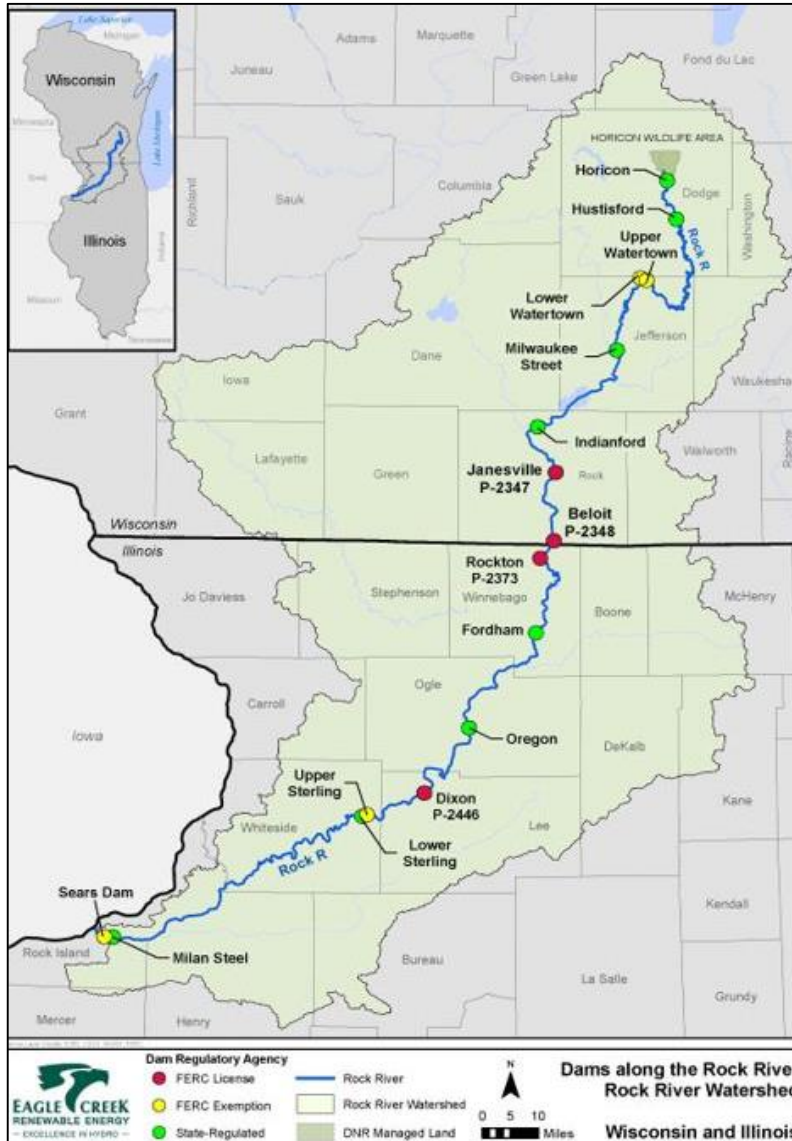 Lake Superior
Michigan
Wisconsin
Minnesota
Lake Michigan
Iowa
Illinois
Indiana
Missouri
Tennessee
Adams
Marquette
Fond du Lac
Juneau
Green Lake
HORICON WILDLIFE AREA
Horicon
Dodge
Columbia
Sauk
Richland
Washington
Hustisford
Upper
Watertown
Rock R
Lower
Watertown
Jefferson
Dane
Milwaukee
Street
Iowa
Waukesha
Grant
Indianford
Walworth
Racine
Lafayette
Green
Janesville
P-2347
Rock
Beloit
P-2348
Wisconsin
Illinois
Rockton
P-2373
Stephenson
Winnebago
Jo Daviess
Boone
McHenry
Fordham
Ogle
Carroll
Iowa
Oregon
DeKalb
Upper
Sterling
Dixon
P-2446
Kane
Whiteside
Lee
Lower
Sterling
Rock R
Sears Dam
Kendall
Rock Island
Milan Steel
Bureau
La Salle
Grundy
Mercer
Henry
EAGLE CREEK
RENEWABLE ENERGY
EXCELLENCE IN HYDRO
Dam Regulatory Agency
FERC License
FERC Exemption
State-Regulated
Rock River
Rock River Watershed
DNR Managed Land
N
0 5 10
Miles
Dams along the Rock River
Rock River Watershed
Wisconsin and Illinois